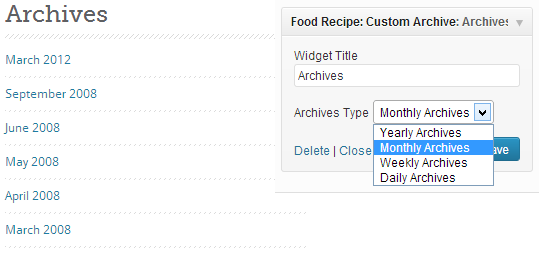 Archives
March 2012
September 2008
June 2008
May 2008
April 2008
March 2008
Food Recipe: Custom Archive: Archives
Widget Title
Archives
Archives Type Monthly Archives
Yearly Archives
Monthly Archives
Weekly Archives
Daily Archives
Delete | Close